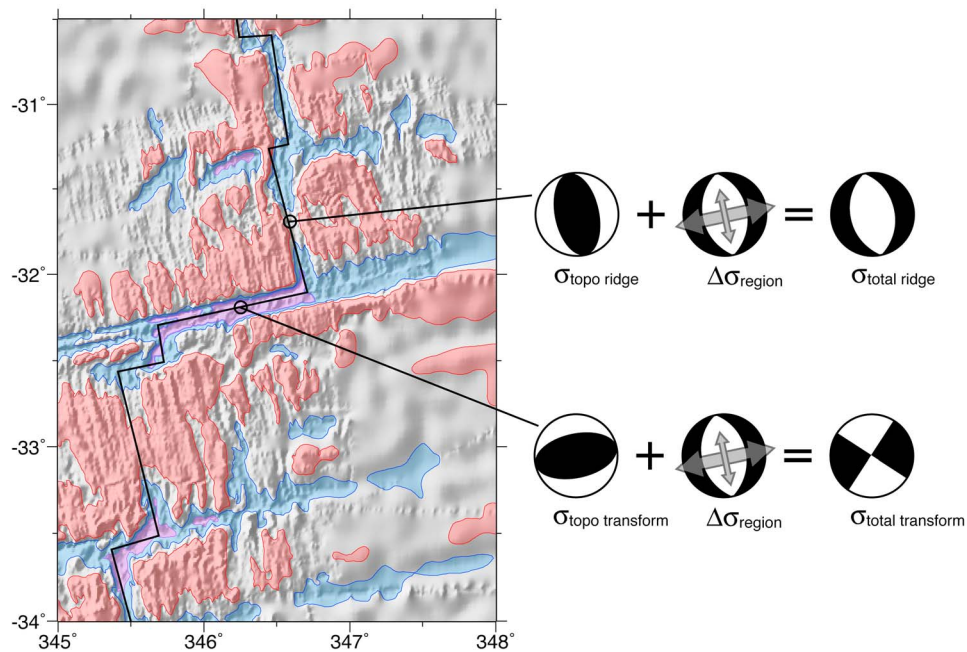 -31˚
-32˚
-33˚
-34˚
345˚ 346˚ 347˚ 348˚
+ =
σtopo ridge Δσregion σtotal ridge
+ =
σtopo transform Δσregion σtotal transform